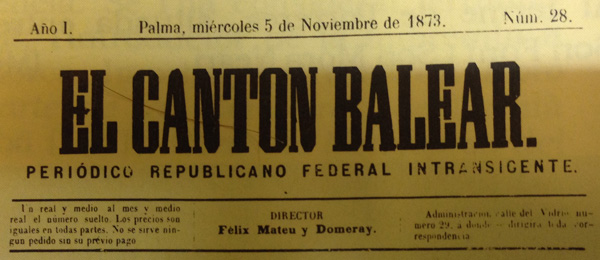 Año I.
Palma, miércoles 5 de Noviembre de 1873.
Núm. 28.
EL CANTON BALEAR.
PERIÓDICO REPUBLICANO FEDERAL INTRANSIGENTE.
Un real y medio al mes y medio
real el número suelto. Los precios son
iguales en todas partes. No se sirve nin-
gun pedido sin su prévio pago
DIRECTOR
Félix Mateu y Domeray.
Administracion, calle del Vidrio nú-
mero 29, a donde dirigira toda cor-
respondencia